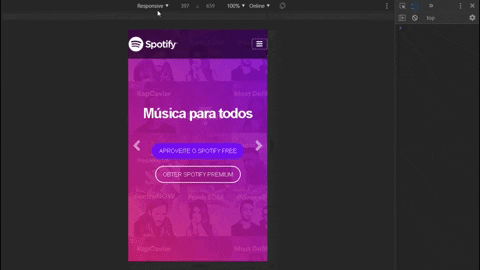 Responsive ▼ 397 x 659 100% ▼ Online ▼
top
Spotify
Música para todos
APROVEITE O SPOTIFY FREE
OBTER SPOTIFY PREMIUM